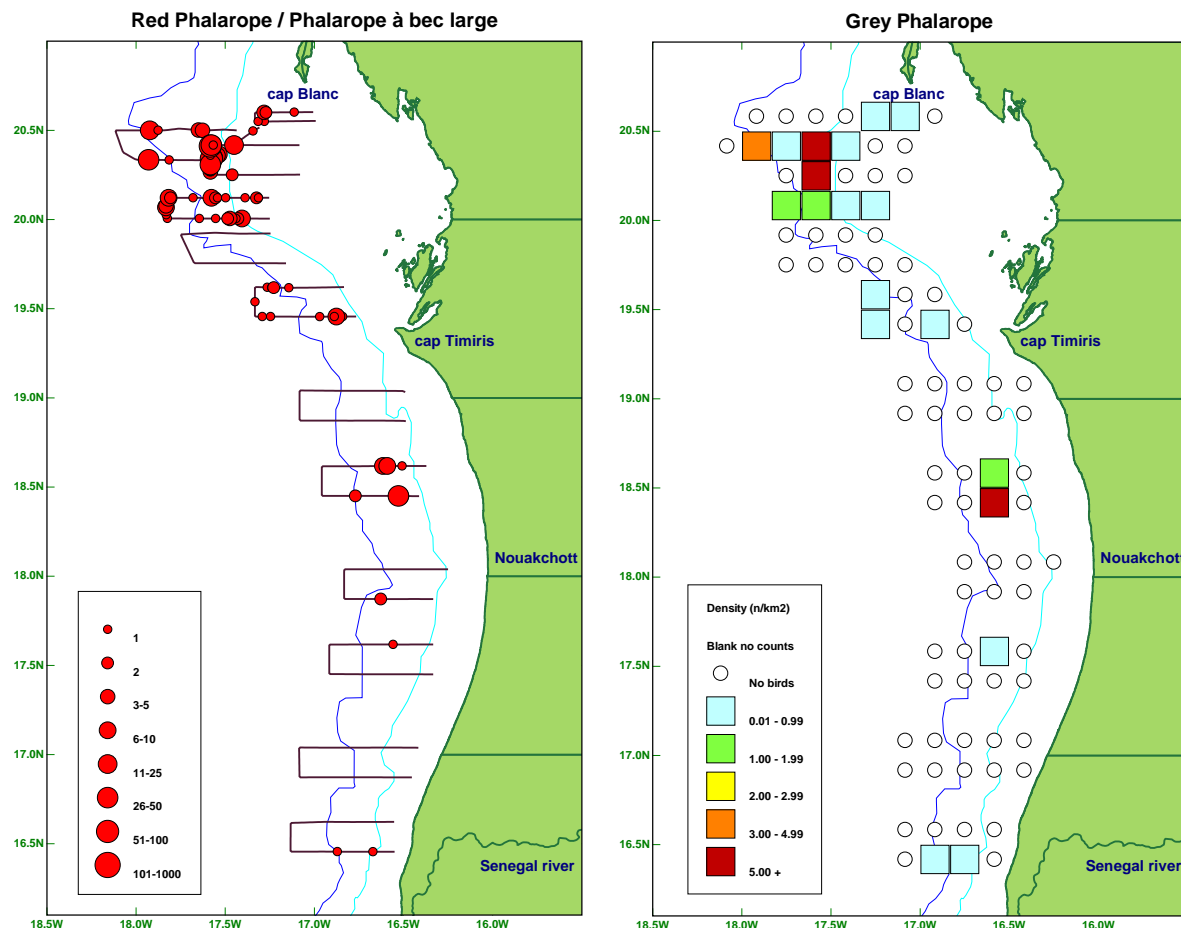 Red Phalarope / Phalarope à bec large
cap Blanc
20.5N
20.0N
19.5N
cap Timiris
19.0N
18.5N
Nouakchott
18.0N
17.5N
17.0N
16.5N
Senegal river
1
2
3-5
6-10
11-25
26-50
51-100
101-1000
18.5W
18.0W
17.5W
17.0W
16.5W
16.0W
Grey Phalarope
cap Blanc
20.5N
20.0N
19.5N
cap Timiris
19.0N
18.5N
Nouakchott
18.0N
17.5N
17.0N
16.5N
Senegal river
Density (n/km2)
Blank no counts
No birds
0.01 - 0.99
1.00 - 1.99
2.00 - 2.99
3.00 - 4.99
5.00 +
18.5W
18.0W
17.5W
17.0W
16.5W
16.0W